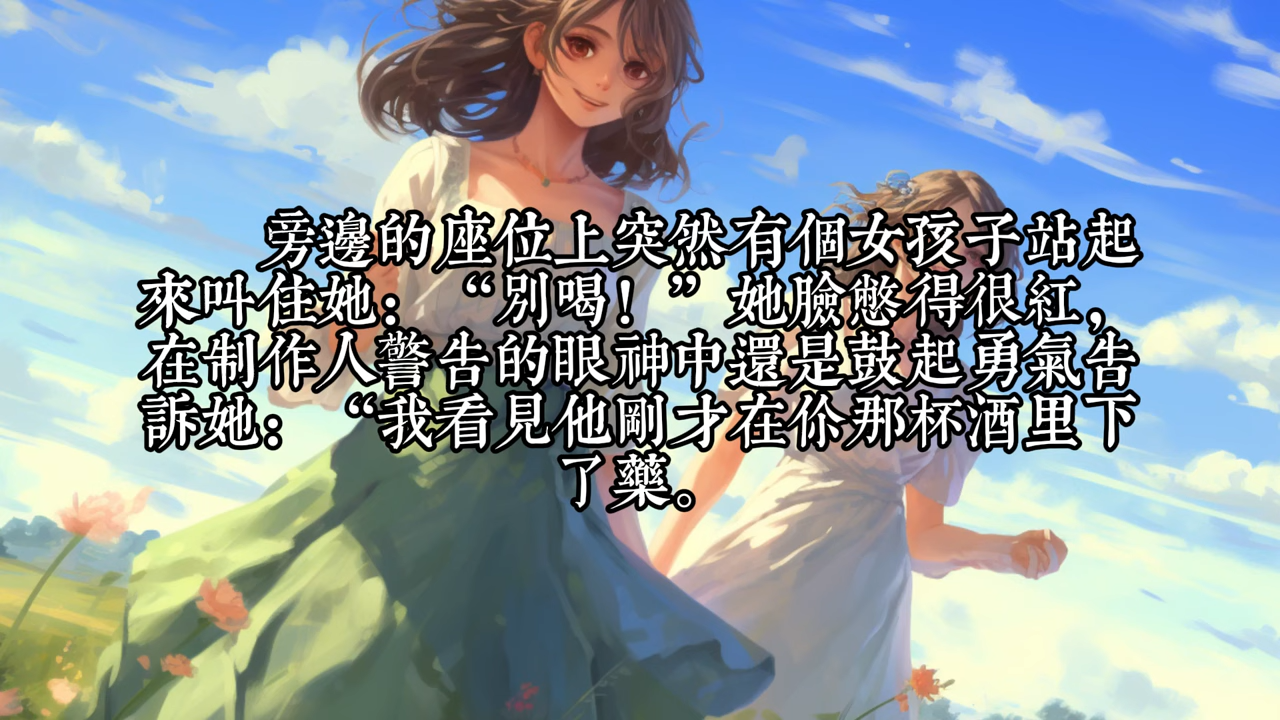 旁邊的座位上突然有個女孩子站起
來叫住她：“別喝！”她臉憋得很紅，
在制作人警告的眼神中還是鼓起勇氣告
訴她：“我看見他剛才在你那杯酒里下
了藥。